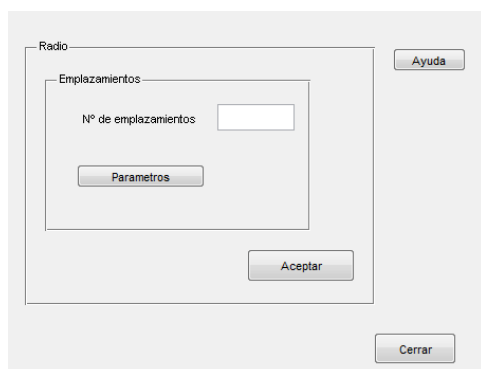 Radio
Ayuda
Emplazamientos
Nº de emplazamientos
Parametros
Aceptar
Cerrar